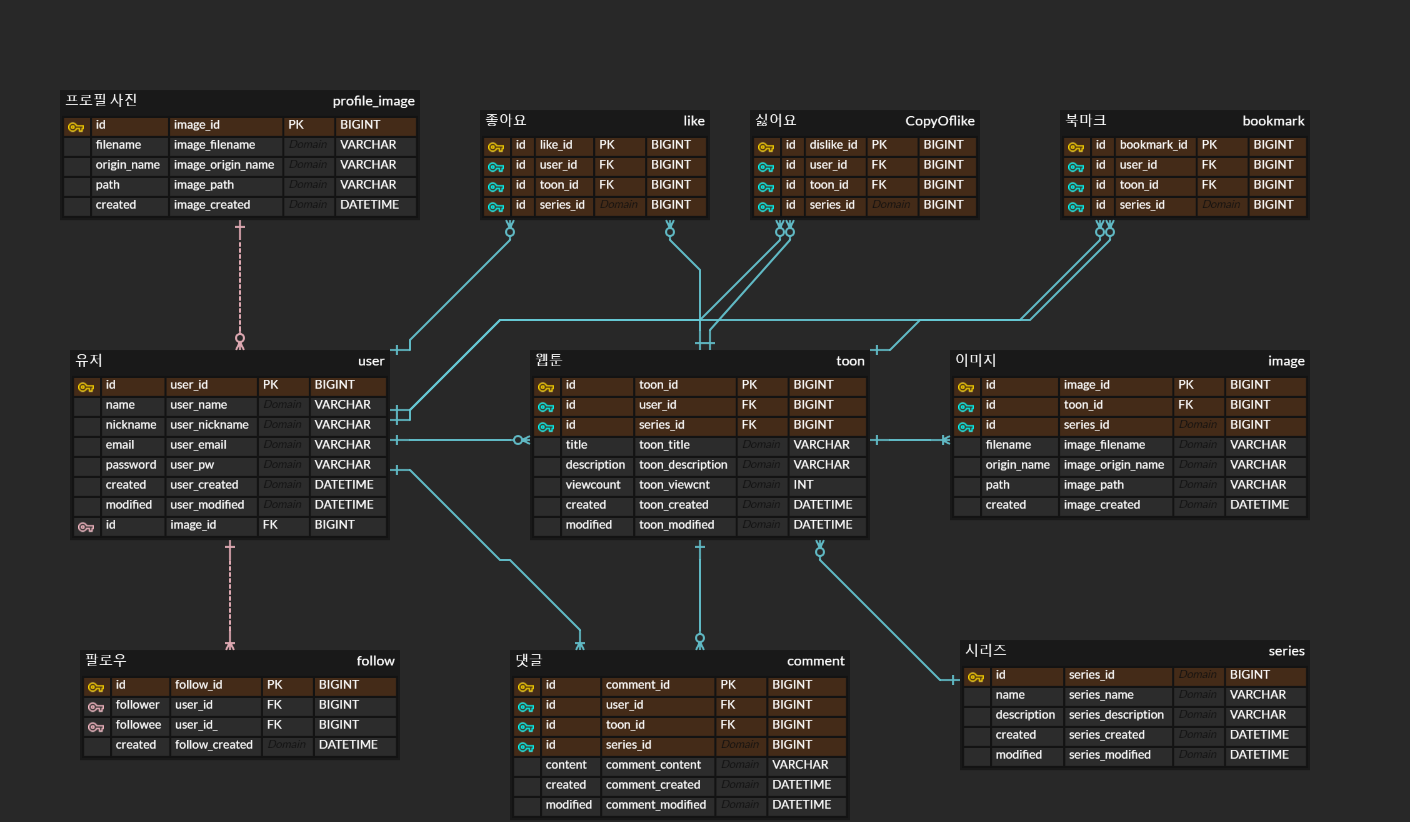 프로필 사진 profile_image
id image_id PK BIGINT
filename image_filename Domain VARCHAR
origin_name image_origin_name Domain VARCHAR
path image_path Domain VARCHAR
created image_created Domain DATETIME
좋아요 like
id like_id PK BIGINT
id user_id FK BIGINT
id toon_id FK BIGINT
id series_id Domain BIGINT
싫어요 CopyOflike
id dislike_id PK BIGINT
id user_id FK BIGINT
id toon_id FK BIGINT
id series_id Domain BIGINT
북마크 bookmark
id bookmark_id PK BIGINT
id user_id FK BIGINT
id toon_id FK BIGINT
id series_id Domain BIGINT
유저 user
id user_id PK BIGINT
name user_name Domain VARCHAR
nickname user_nickname Domain VARCHAR
email user_email Domain VARCHAR
password user_pw Domain VARCHAR
created user_created Domain DATETIME
modified user_modified Domain DATETIME
id image_id FK BIGINT
웹툰 toon
id toon_id PK BIGINT
id user_id FK BIGINT
id series_id FK BIGINT
title toon_title Domain VARCHAR
description toon_description Domain VARCHAR
viewcount toon_viewcnt Domain INT
created toon_created Domain DATETIME
modified toon_modified Domain DATETIME
이미지 image
id image_id PK BIGINT
id toon_id FK BIGINT
id series_id Domain BIGINT
filename image_filename Domain VARCHAR
origin_name image_origin_name Domain VARCHAR
path image_path Domain VARCHAR
created image_created Domain DATETIME
팔로우 follow
id follow_id PK BIGINT
follower user_id FK BIGINT
followee user_id_ FK BIGINT
created follow_created Domain DATETIME
댓글 comment
id comment_id PK BIGINT
id user_id FK BIGINT
id toon_id FK BIGINT
id series_id Domain BIGINT
content comment_content Domain VARCHAR
created comment_created Domain DATETIME
modified comment_modified Domain DATETIME
시리즈 series
id series_id Domain BIGINT
name series_name Domain VARCHAR
description series_description Domain VARCHAR
created series_created Domain DATETIME
modified series_modified Domain DATETIME